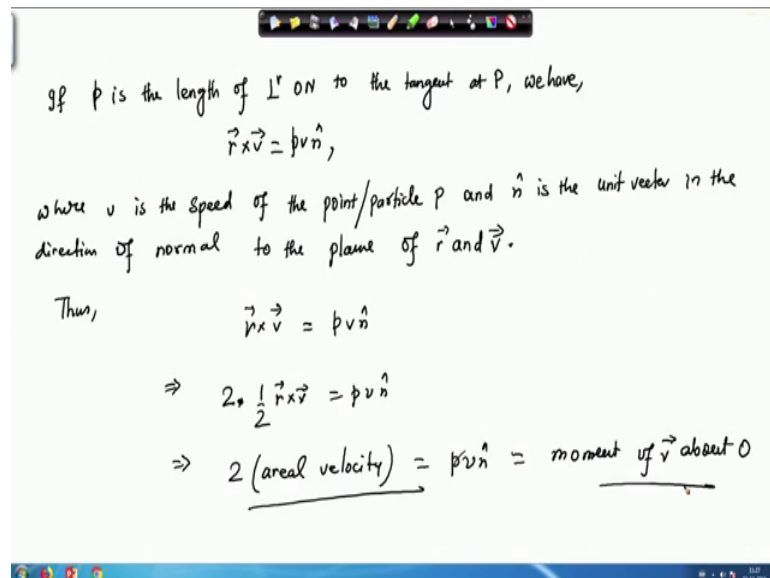 If p is the length of ⊥ʳ ON to the tangent at P, we have,
r⃗×v⃗ = pvn̂,
where v is the speed of the point/particle P and n̂ is the unit vector in the
direction of normal to the plane of r⃗ and v⃗.
Thus,
r⃗×v⃗ = pvn̂
⇒ 2. 1/2 r⃗×v⃗ = pvn̂
⇒ 2 (areal velocity) = pvn̂ = moment of v⃗ about O